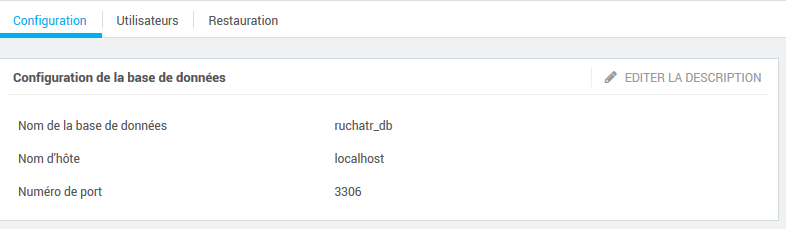 Configuration Utilisateurs Restauration
Configuration de la base de données EDITER LA DESCRIPTION
Nom de la base de données ruchatr_db
Nom d'hôte localhost
Numéro de port 3306